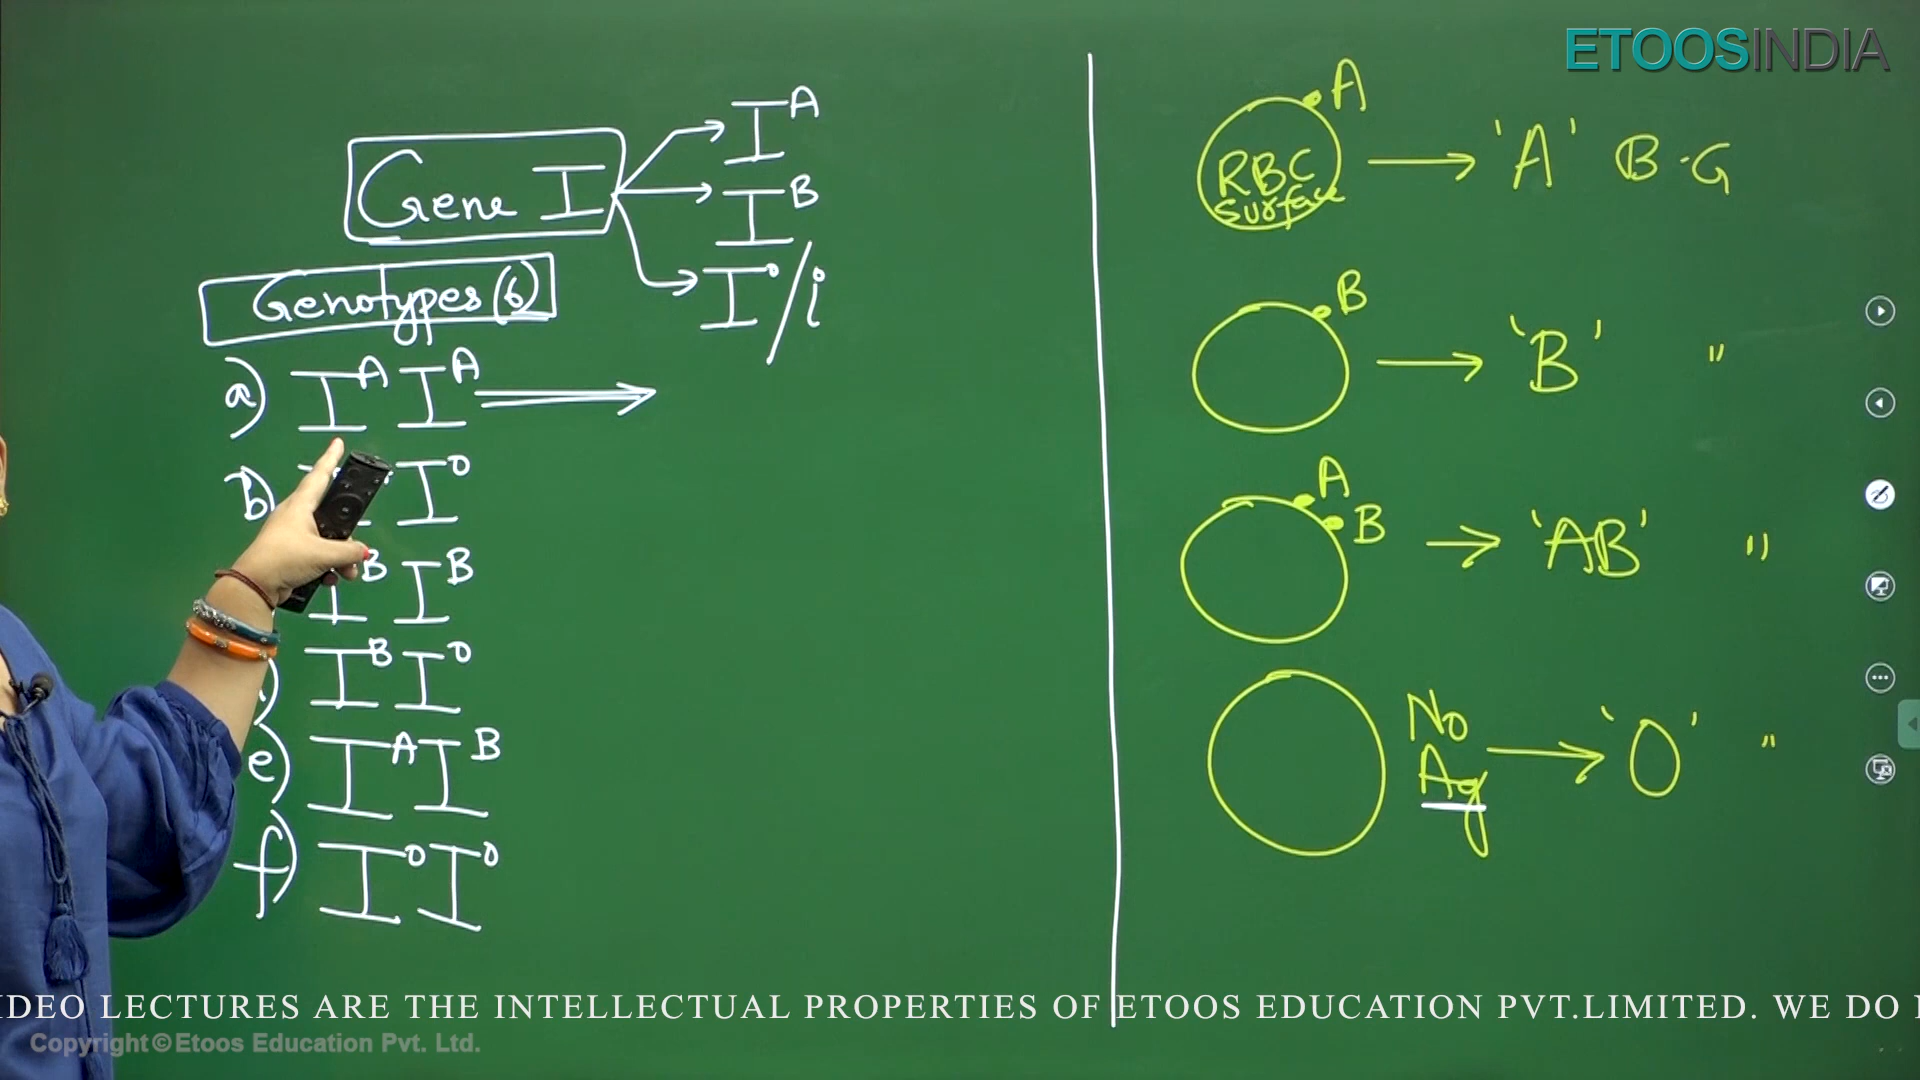 ETOOSINDIA
Gene I
I^A
I^B
I^o/i
Genotypes (6)
a) I^A I^A
b) I^o
I^B I^B
) I^B I^o
e) I^A I^B
f) I^o I^o
A
RBC
Surface
'A' B.G
B
'B' "
A
B
'AB' "
No
Ag
'O' "
IDEO LECTURES ARE THE INTELLECTUAL PROPERTIES OF ETOOS EDUCATION PVT.LIMITED. WE DO
Copyright © Etoos Education Pvt. Ltd.